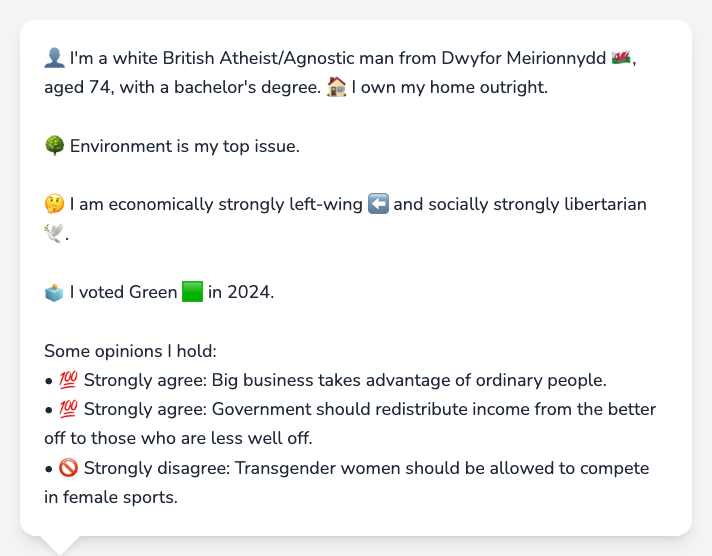 👤 I'm a white British Atheist/Agnostic man from Dwyfor Meirionnydd 🏴󠁧󠁢󠁷󠁬󠁳󠁿,
aged 74, with a bachelor's degree. 🏠 I own my home outright.
🌳 Environment is my top issue.
🤔 I am economically strongly left-wing ⬅️ and socially strongly libertarian
🕊️.
🗳️ I voted Green 🟩 in 2024.
Some opinions I hold:
• 💯 Strongly agree: Big business takes advantage of ordinary people.
• 💯 Strongly agree: Government should redistribute income from the better
off to those who are less well off.
• 🚫 Strongly disagree: Transgender women should be allowed to compete
in female sports.